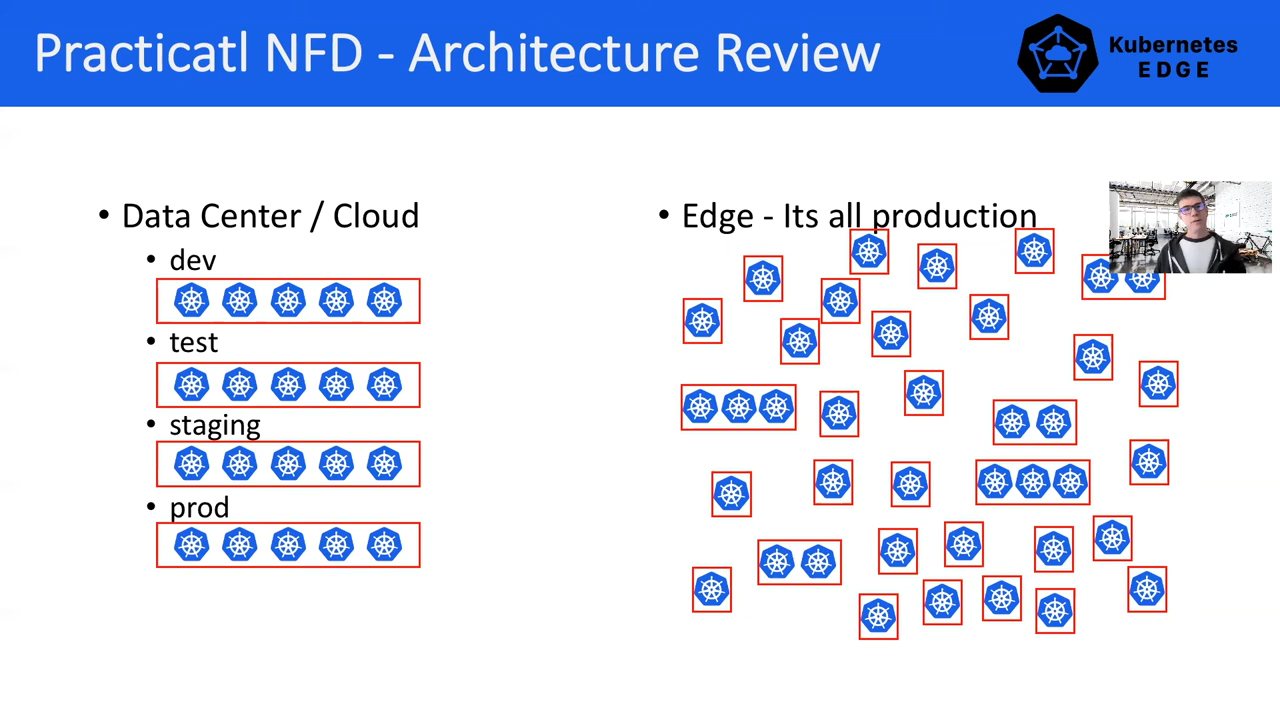 Practicatl NFD - Architecture Review
Kubernetes
EDGE
• Data Center / Cloud
• dev
• test
• staging
• prod
• Edge - Its all production